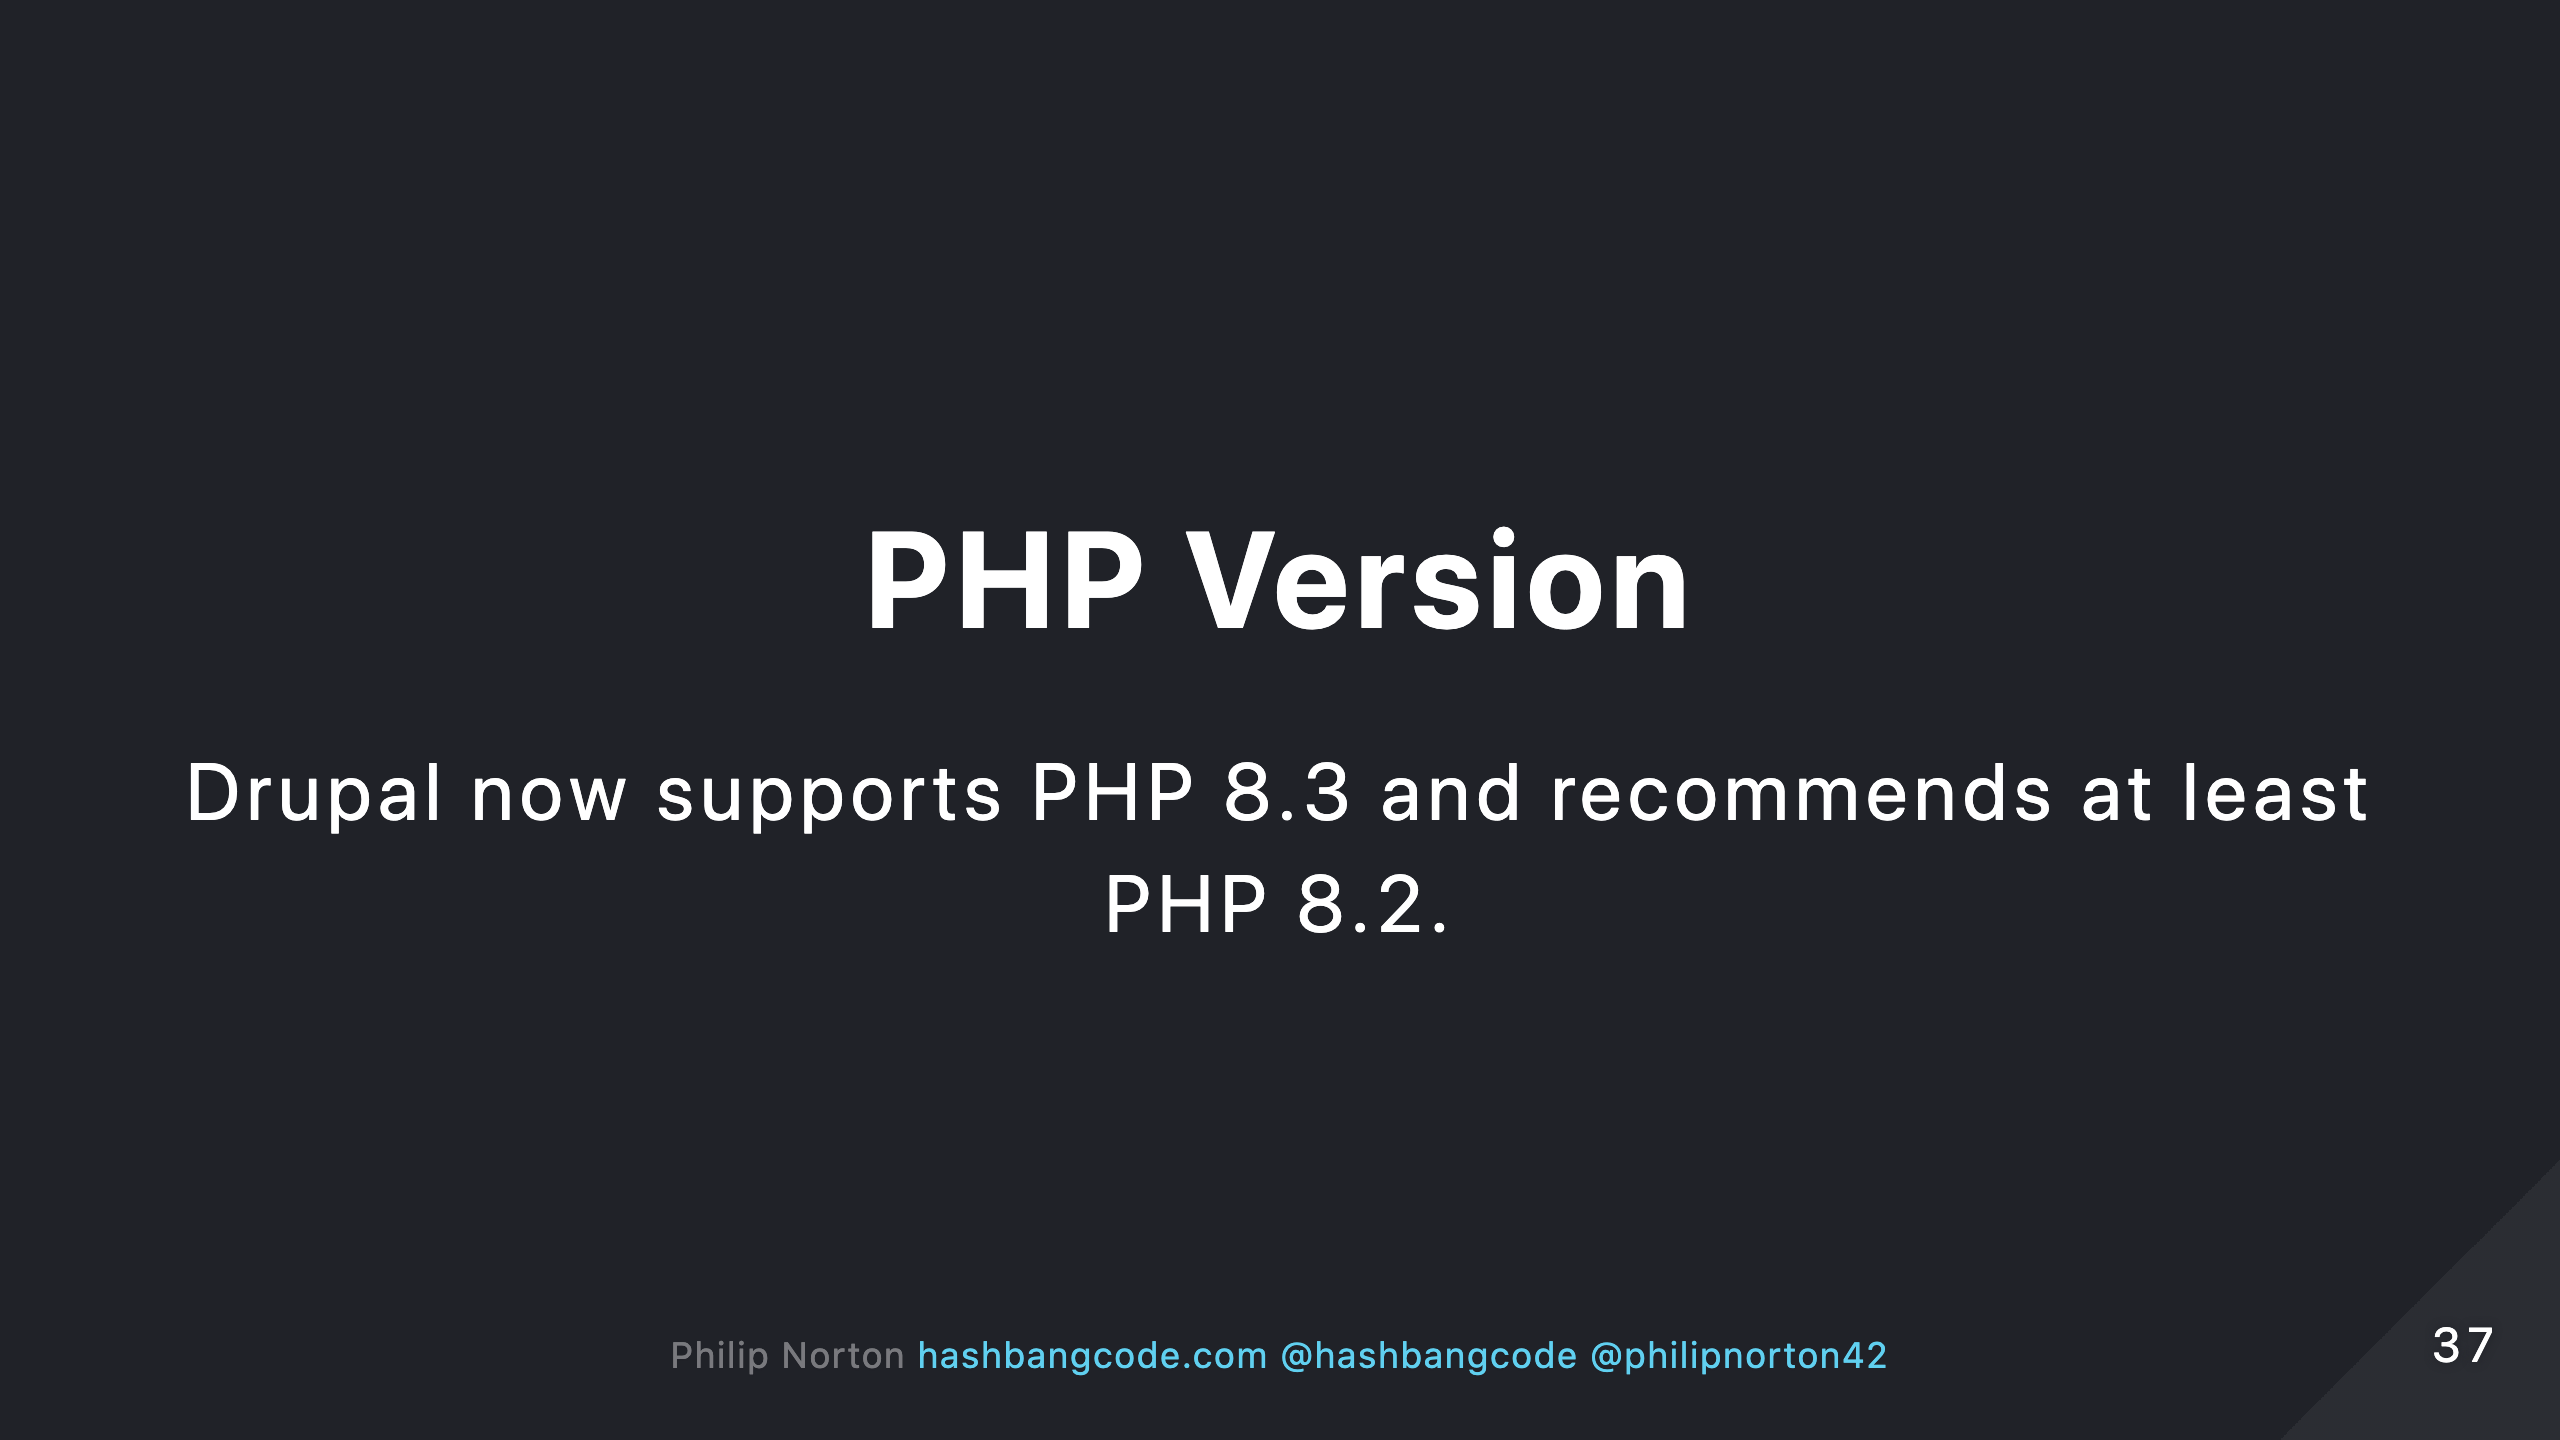 PHP Version
Drupal now supports PHP 8.3 and recommends at least
PHP 8.2.
Philip Norton hashbangcode.com @hashbangcode @philipnorton42
37